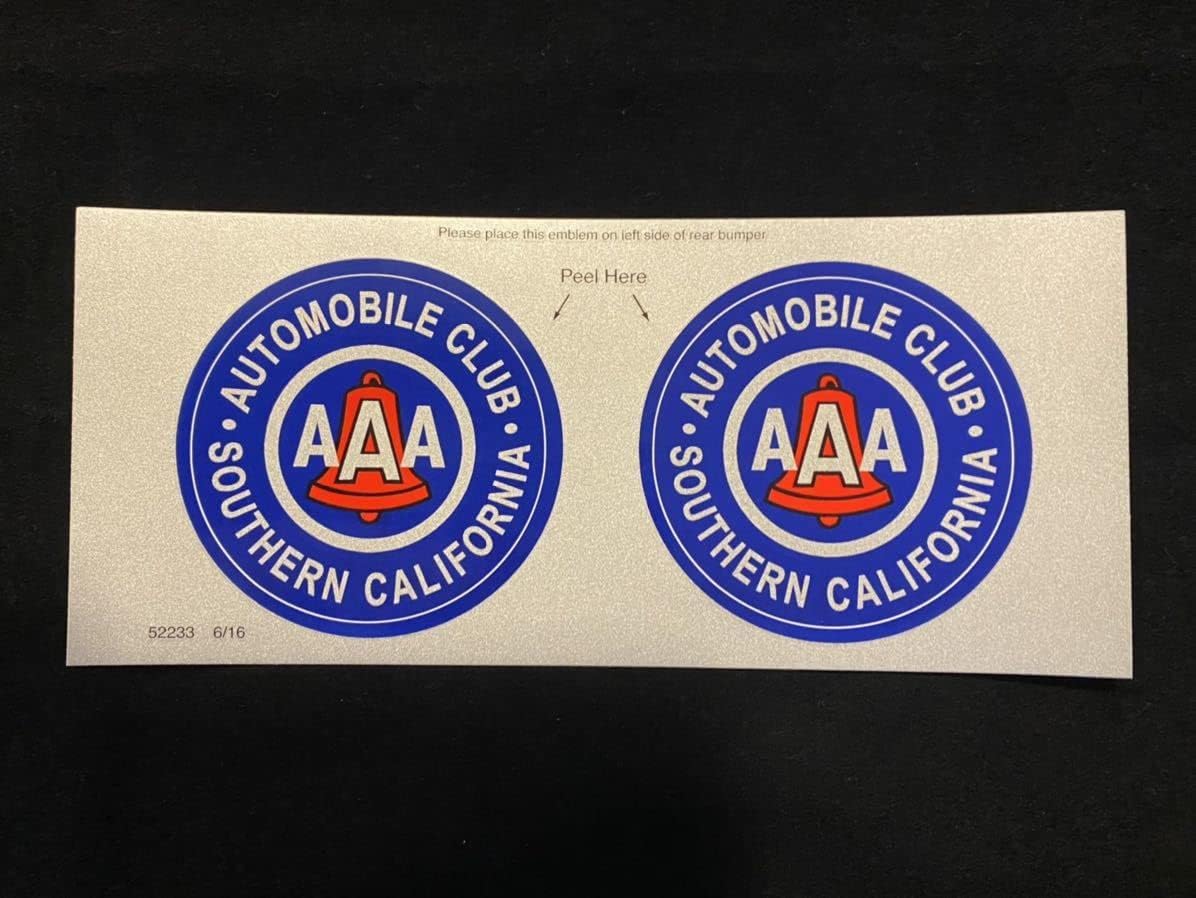 Please place this emblem on left side of rear bumper
Peel Here
• AUTOMOBILE CLUB •
SOUTHERN CALIFORNIA
AAA
• AUTOMOBILE CLUB •
SOUTHERN CALIFORNIA
AAA
52233 6/16